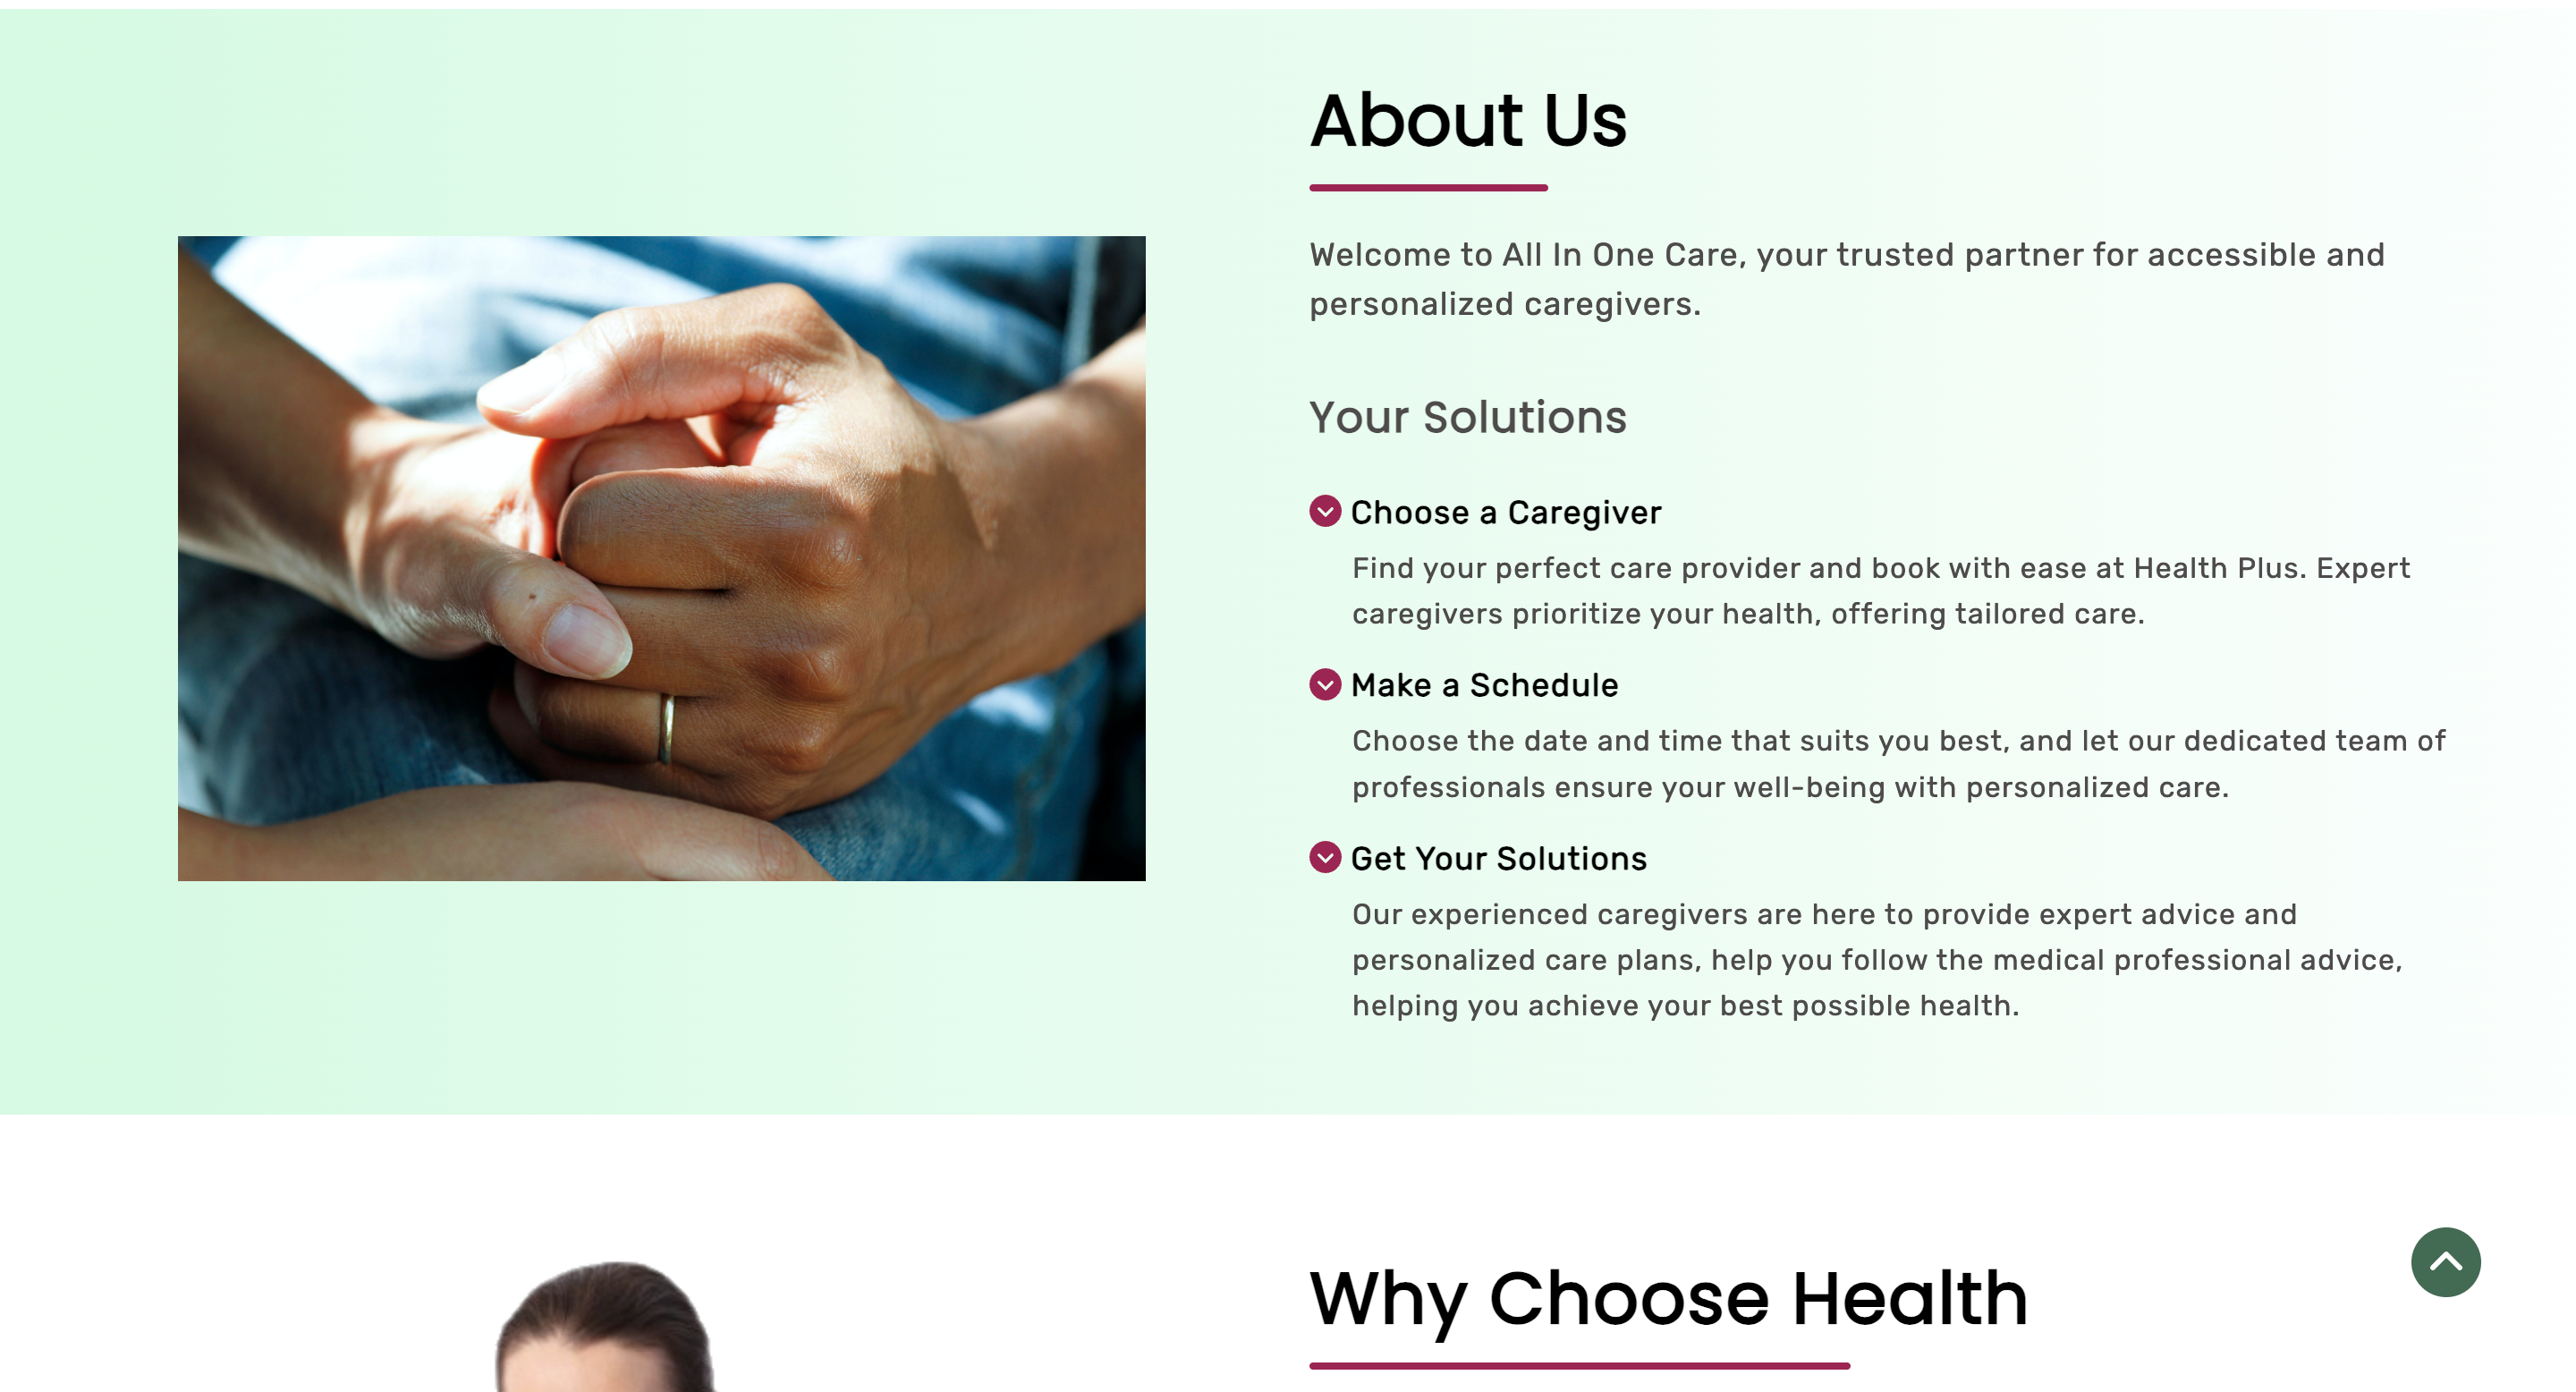 About Us
Welcome to All In One Care, your trusted partner for accessible and
personalized caregivers.
Your Solutions
Choose a Caregiver
Find your perfect care provider and book with ease at Health Plus. Expert
caregivers prioritize your health, offering tailored care.
Make a Schedule
Choose the date and time that suits you best, and let our dedicated team of
professionals ensure your well-being with personalized care.
Get Your Solutions
Our experienced caregivers are here to provide expert advice and
personalized care plans, help you follow the medical professional advice,
helping you achieve your best possible health.
Why Choose Health